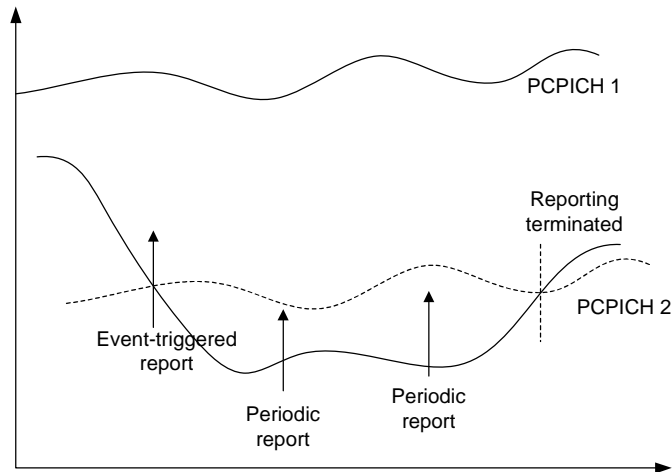 PCPICH 1
Reporting
terminated
PCPICH 2
Event-triggered
report
Periodic
report
Periodic
report